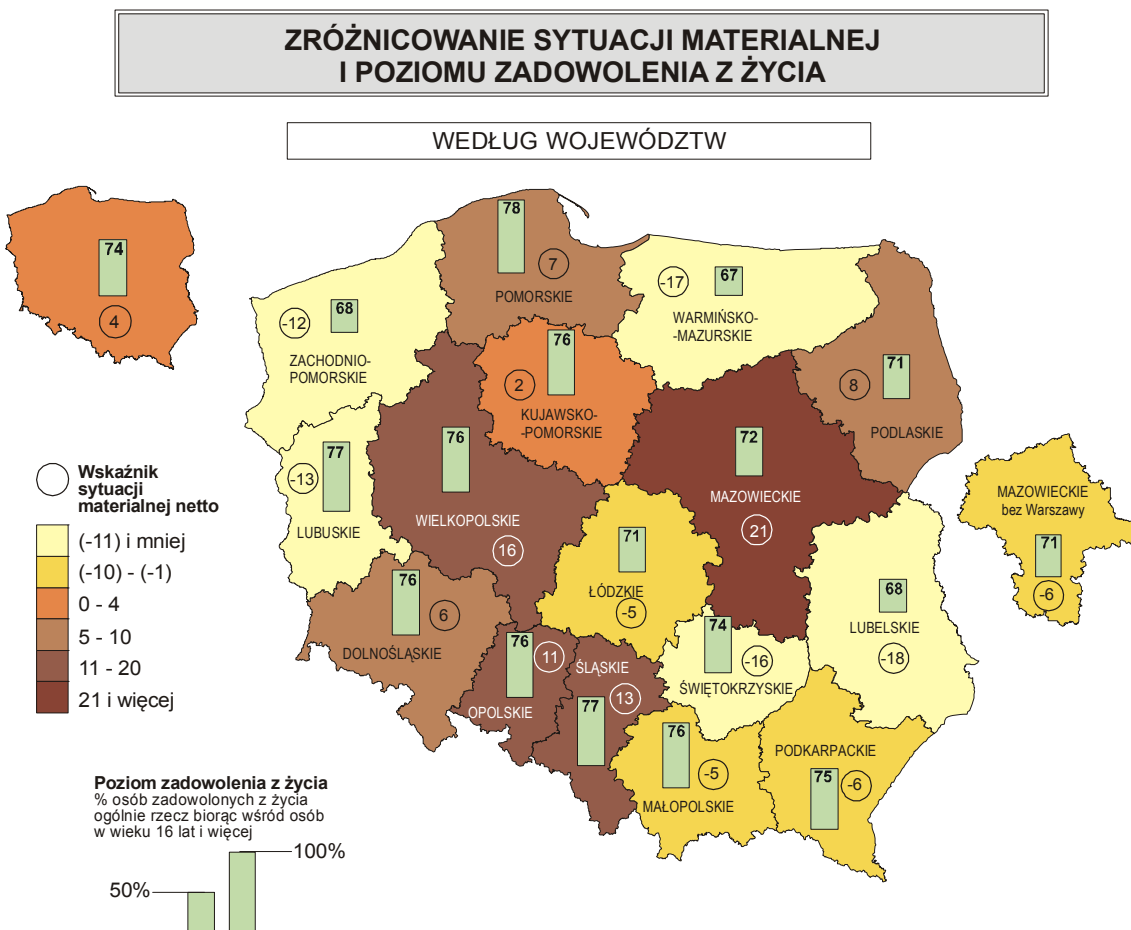 ZRÓŻNICOWANIE SYTUACJI MATERIALNEJ
I POZIOMU ZADOWOLENIA Z ŻYCIA
WEDŁUG WOJEWÓDZTW
74
4
78
7
POMORSKIE
67
-17
WARMIŃSKO-
-MAZURSKIE
68
-12
ZACHODNIO-
POMORSKIE
76
2
KUJAWSKO-
-POMORSKIE
71
8
PODLASKIE
77
-13
LUBUSKIE
76
WIELKOPOLSKIE
16
72
MAZOWIECKIE
21
MAZOWIECKIE
bez Warszawy
71
-6
71
ŁÓDZKIE
-5
68
LUBELSKIE
-18
76
6
DOLNOŚLĄSKIE
76
11
OPOLSKIE
ŚLĄSKIE
13
77
74
-16
ŚWIĘTOKRZYSKIE
76
-5
MAŁOPOLSKIE
PODKARPACKIE
75
-6
Wskaźnik
sytuacji
materialnej netto
(-11) i mniej
(-10) - (-1)
0 - 4
5 - 10
11 - 20
21 i więcej
Poziom zadowolenia z życia
% osób zadowolonych z życia
ogólnie rzecz biorąc wśród osób
w wieku 16 lat i więcej
100%
50%